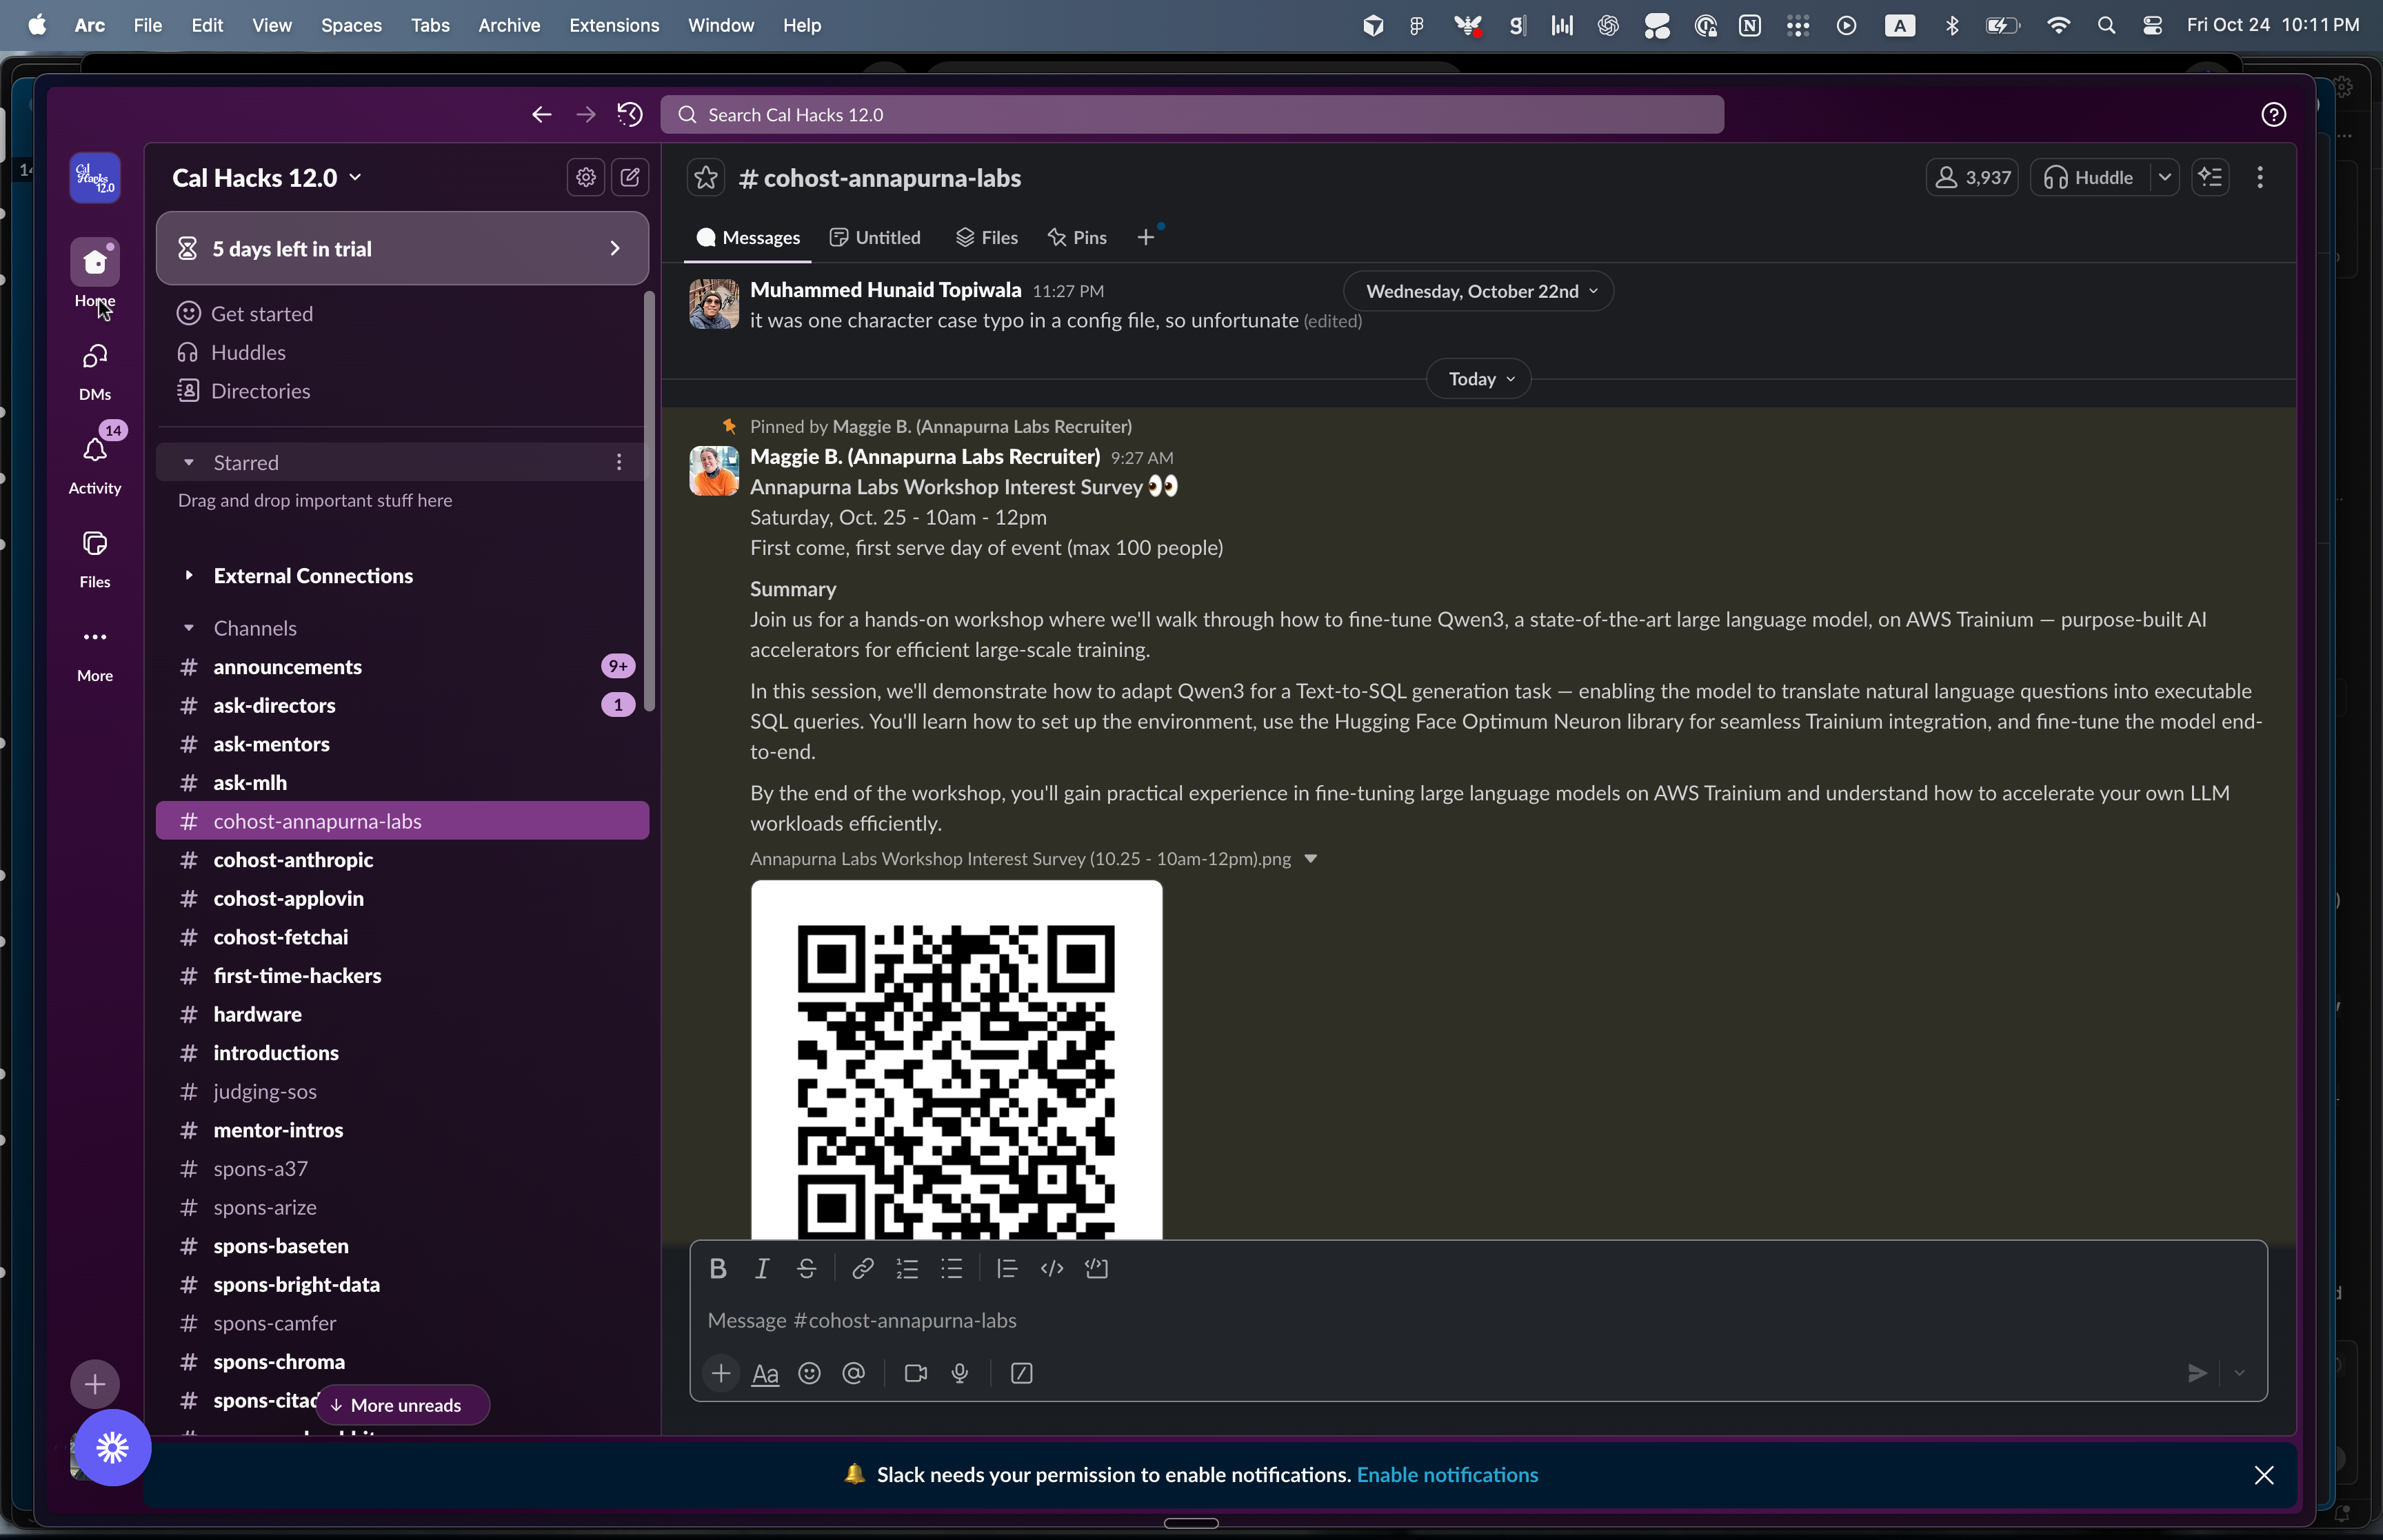 Arc File Edit View Spaces Tabs Archive Extensions Window Help
A
Fri Oct 24 10:11 PM
Search Cal Hacks 12.0
Cal Hacks 12.0
Home
DMs
14
Activity
Files
More
Cal Hacks 12.0
5 days left in trial
Get started
Huddles
Directories
Starred
Drag and drop important stuff here
External Connections
Channels
# announcements 9+
# ask-directors 1
# ask-mentors
# ask-mlh
# cohost-annapurna-labs
# cohost-anthropic
# cohost-applovin
# cohost-fetchai
# first-time-hackers
# hardware
# introductions
# judging-sos
# mentor-intros
# spons-a37
# spons-arize
# spons-baseten
# spons-bright-data
# spons-camfer
# spons-chroma
# spons-citad
↓ More unreads
# cohost-annapurna-labs
3,937
Huddle
Messages Untitled Files Pins +
Muhammed Hunaid Topiwala 11:27 PM
Wednesday, October 22nd
it was one character case typo in a config file, so unfortunate (edited)
Today
Pinned by Maggie B. (Annapurna Labs Recruiter)
Maggie B. (Annapurna Labs Recruiter) 9:27 AM
Annapurna Labs Workshop Interest Survey 👀
Saturday, Oct. 25 - 10am - 12pm
First come, first serve day of event (max 100 people)
Summary
Join us for a hands-on workshop where we'll walk through how to fine-tune Qwen3, a state-of-the-art large language model, on AWS Trainium — purpose-built AI
accelerators for efficient large-scale training.
In this session, we'll demonstrate how to adapt Qwen3 for a Text-to-SQL generation task — enabling the model to translate natural language questions into executable
SQL queries. You'll learn how to set up the environment, use the Hugging Face Optimum Neuron library for seamless Trainium integration, and fine-tune the model end-
to-end.
By the end of the workshop, you'll gain practical experience in fine-tuning large language models on AWS Trainium and understand how to accelerate your own LLM
workloads efficiently.
Annapurna Labs Workshop Interest Survey (10.25 - 10am-12pm).png
B I S
Message #cohost-annapurna-labs
Aa
Slack needs your permission to enable notifications. Enable notifications